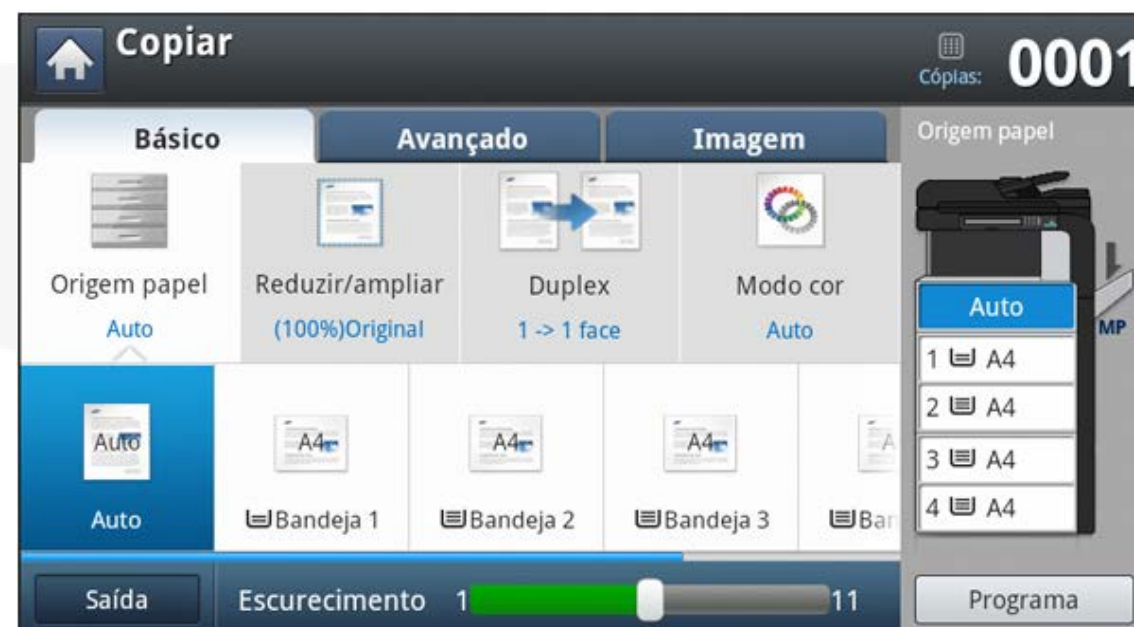 Copiar
Cópias: 0001
Básico
Avançado
Imagem
Origem papel
Origem papel
Reduzir/ampliar
Duplex
Modo cor
Auto
(100%)Original
1 -> 1 face
Auto
Auto
MP
1 A4
2 A4
3 A4
4 A4
Auto
A4
A4
A4
A
Auto
Bandeja 1
Bandeja 2
Bandeja 3
Ban
Saída
Escurecimento 1 11
Programa